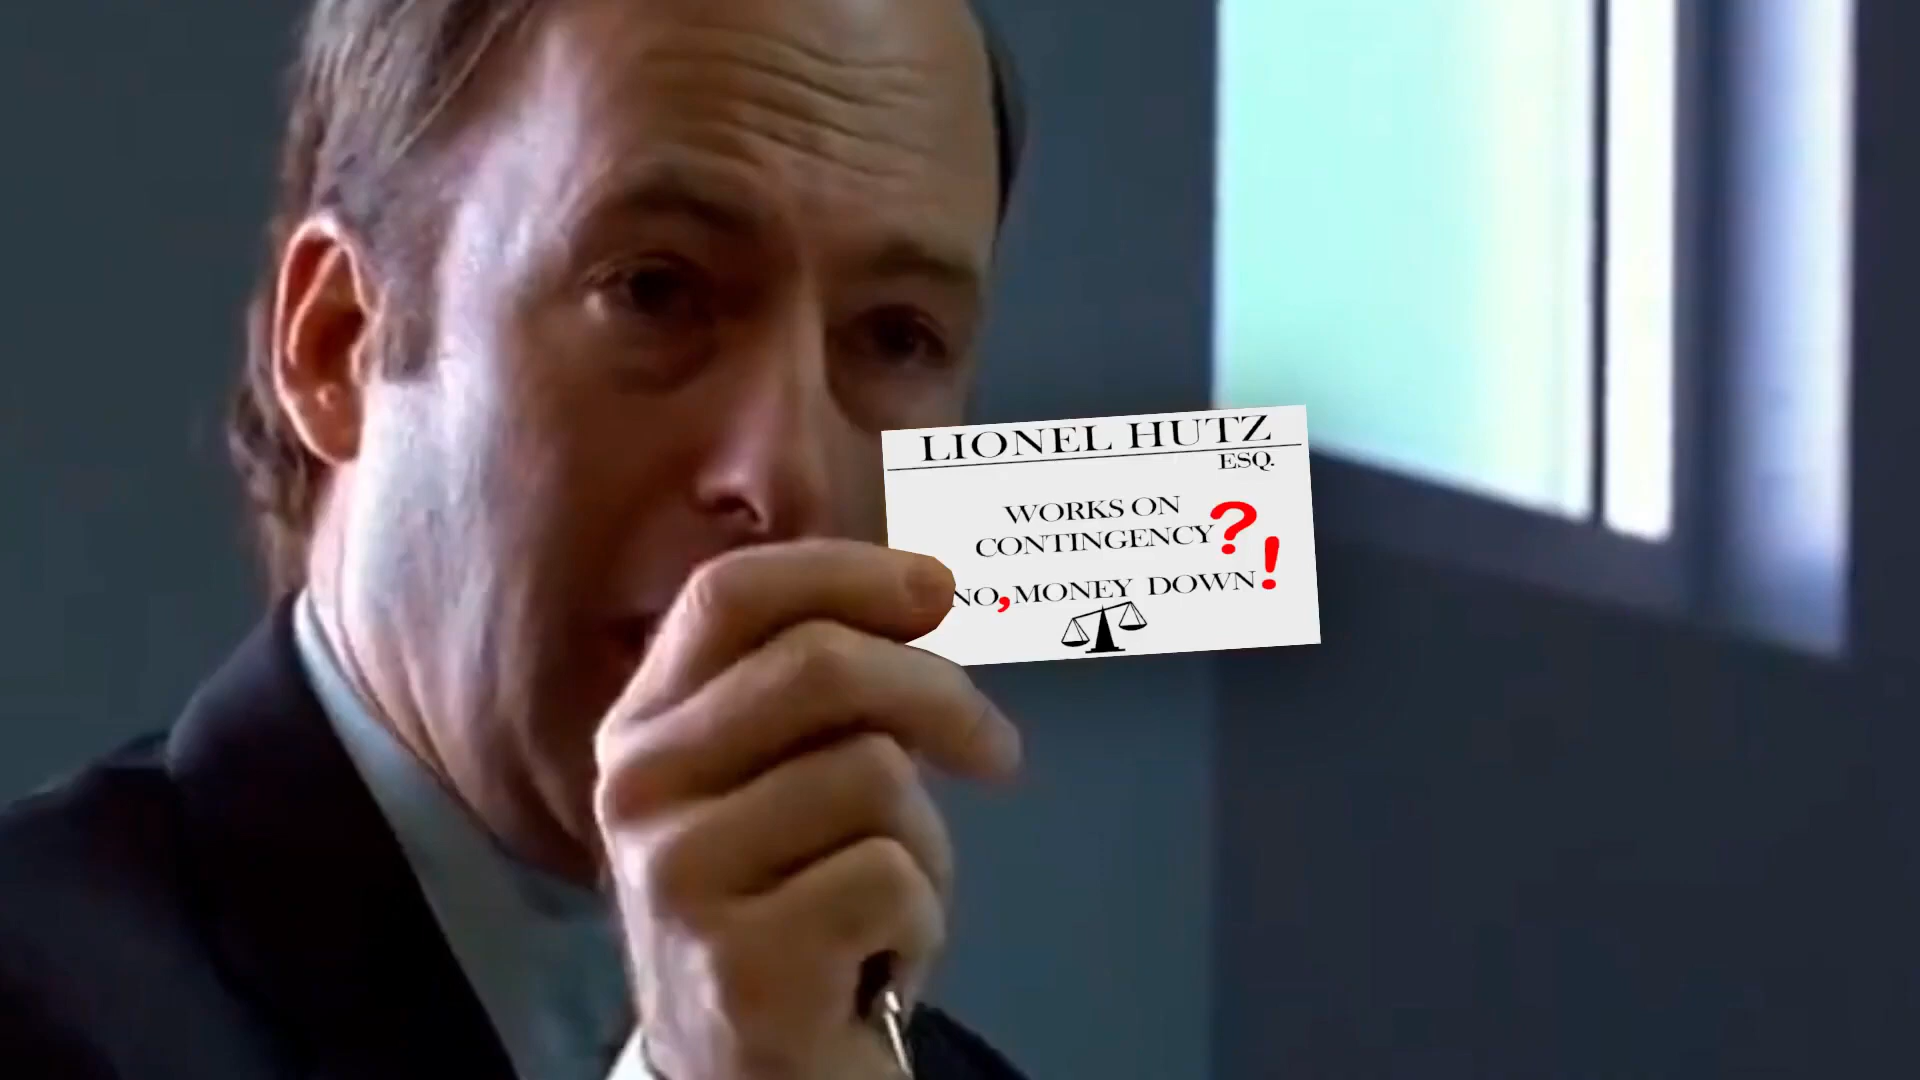 LIONEL HUTZ
ESQ.
WORKS ON
CONTINGENCY?
NO, MONEY DOWN!